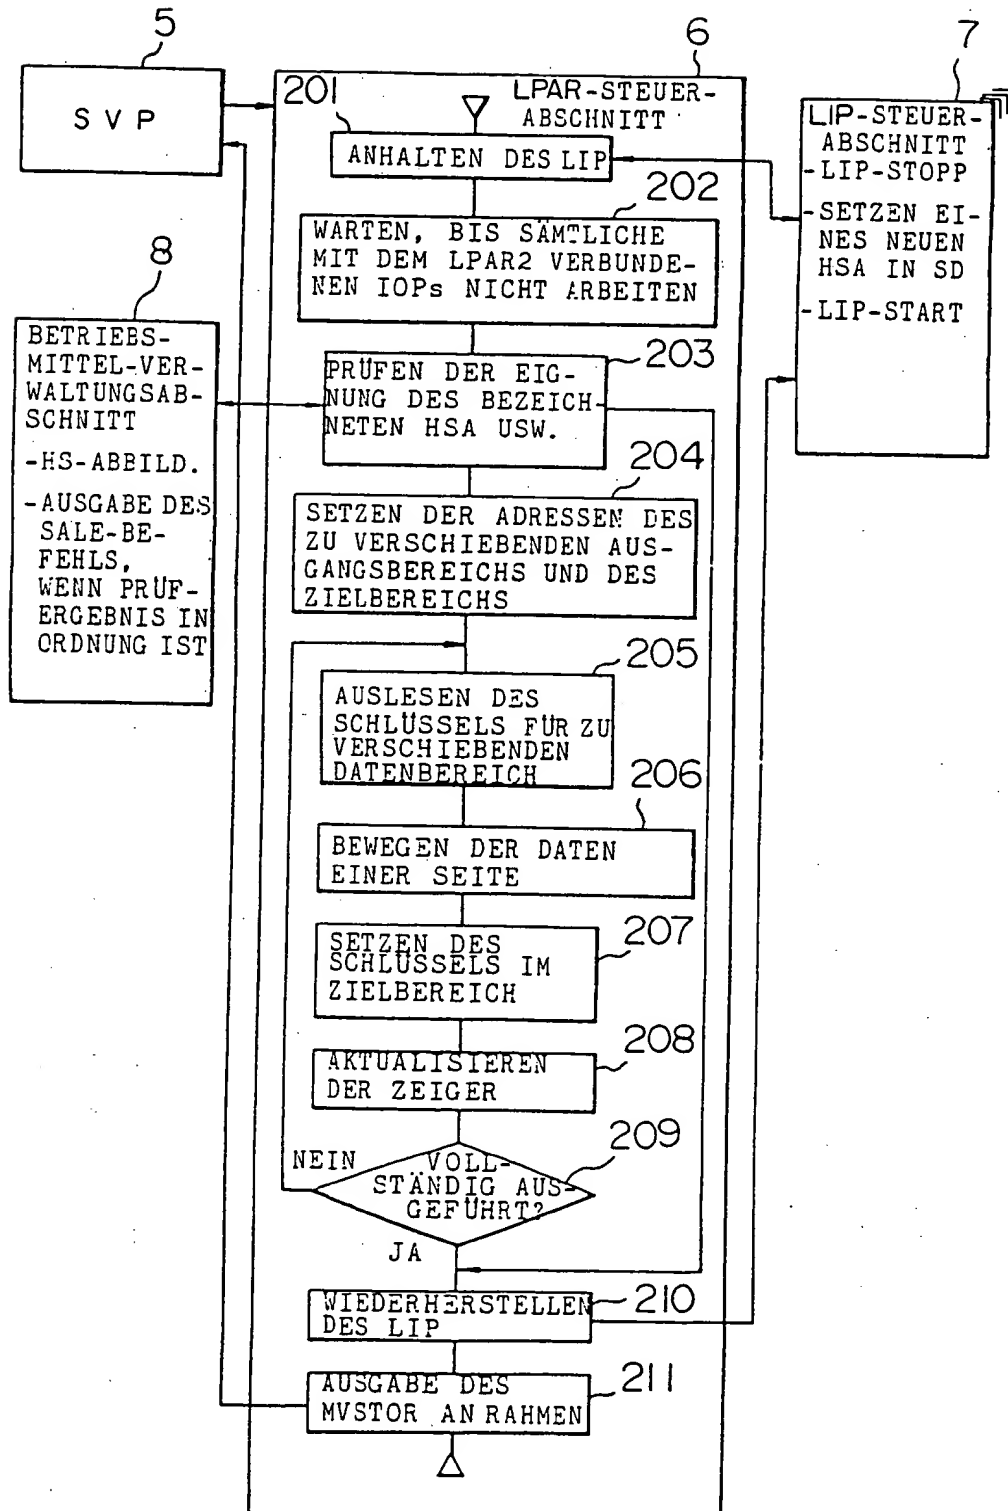 5
S V P
6
LPAR-STEUER-
ABSCHNITT
7
LIP-STEUER-
ABSCHNITT
-LIP-STOPP
-SETZEN EI-
NES NEUEN
HSA IN SD
-LIP-START
8
BETRIEBS-
MITTEL-VER-
WALTUNGSAB-
SCHNITT
-HS-ABBILD.
-AUSGABE DES
SALE-BE-
FEHLS,
WENN PRÜF-
ERGEBNIS IN
ORDNUNG IST
201
ANHALTEN DES LIP
202
WARTEN, BIS SÄMTLICHE
MIT DEM LPAR2 VERBUNDE-
NEN IOPs NICHT ARBEITEN
203
PRÜFEN DER EIG-
NUNG DES BEZEICH-
NETEN HSA USW.
204
SETZEN DER ADRESSEN DES
ZU VERSCHIEBENDEN AUS-
GANGSBEREICHS UND DES
ZIELBEREICHS
205
AUSLESEN DES
SCHLÜSSELS FÜR ZU
VERSCHIEBENDEN
DATENBEREICH
206
BEWEGEN DER DATEN
EINER SEITE
207
SETZEN DES
SCHLÜSSELS IM
ZIELBEREICH
208
AKTUALISIEREN
DER ZEIGER
209
NEIN
VOLL-
STÄNDIG AUS-
GEFÜHRT?
JA
210
WIEDERHERSTELLEN
DES LIP
211
AUSGABE DES
MVSTOR AN RAHMEN